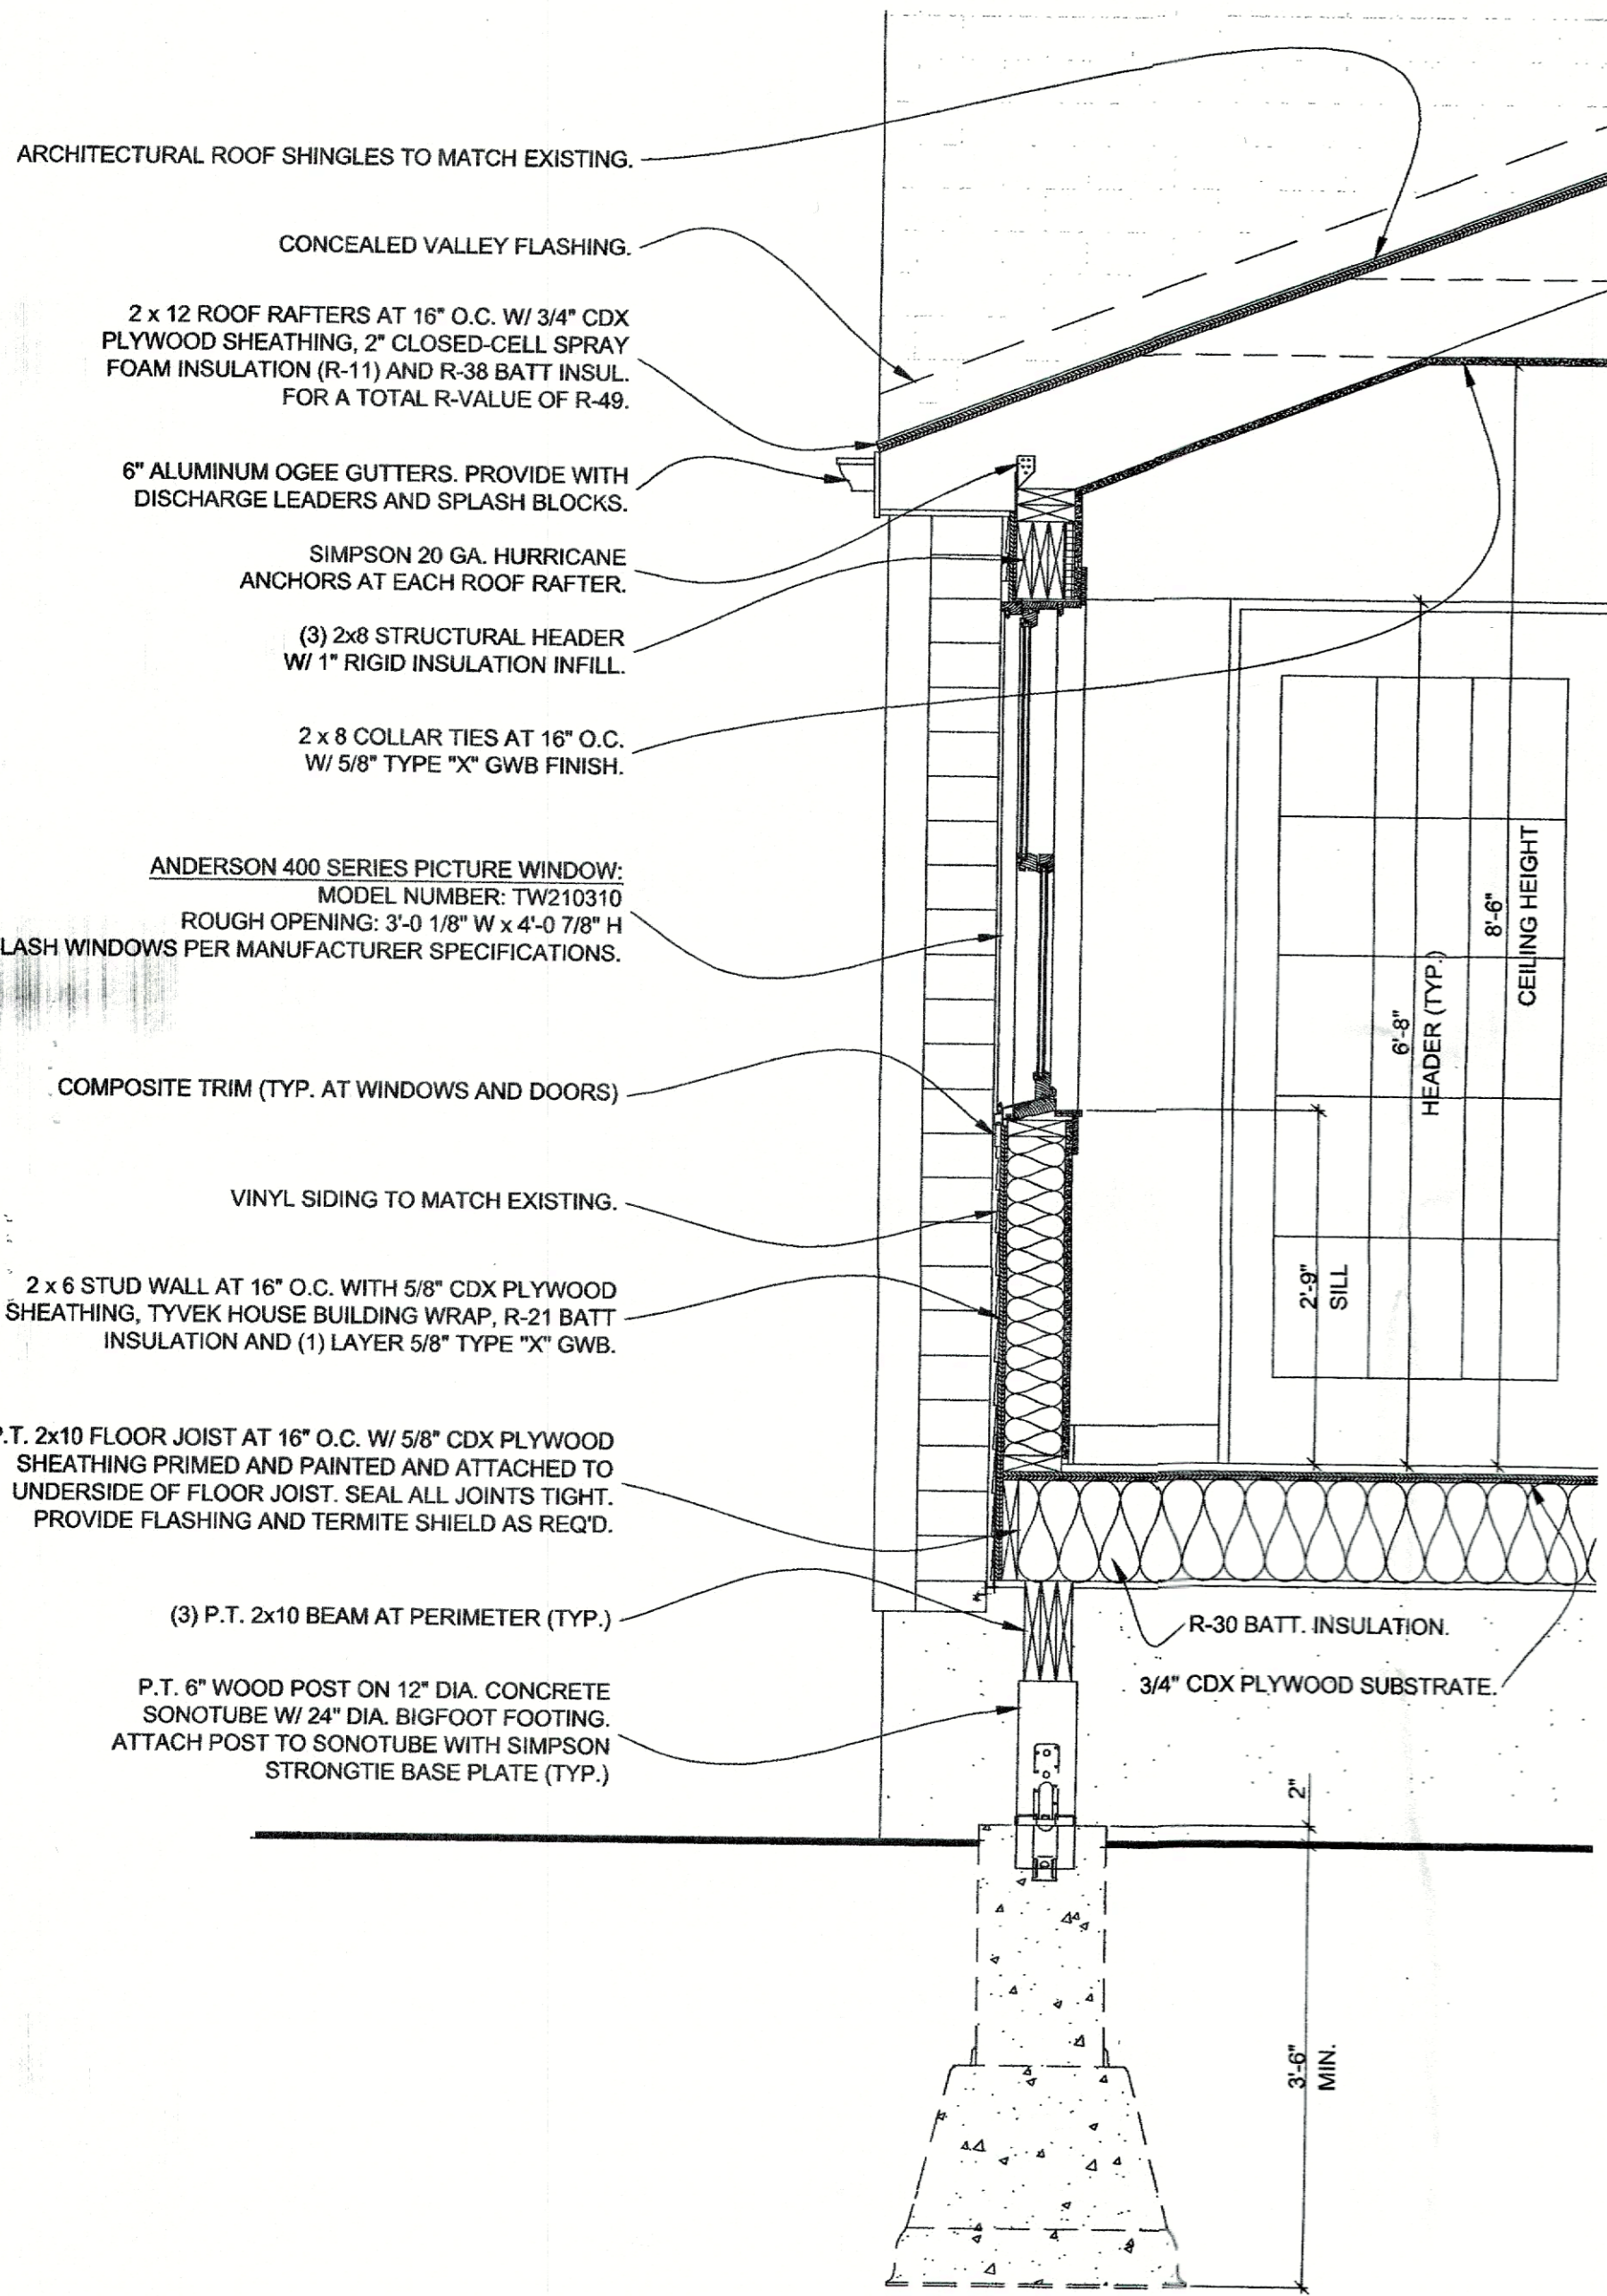 ARCHITECTURAL ROOF SHINGLES TO MATCH EXISTING.
CONCEALED VALLEY FLASHING.
2 x 12 ROOF RAFTERS AT 16" O.C. W/ 3/4" CDX
PLYWOOD SHEATHING, 2" CLOSED-CELL SPRAY
FOAM INSULATION (R-11) AND R-38 BATT INSUL.
FOR A TOTAL R-VALUE OF R-49.
6" ALUMINUM OGEE GUTTERS. PROVIDE WITH
DISCHARGE LEADERS AND SPLASH BLOCKS.
SIMPSON 20 GA. HURRICANE
ANCHORS AT EACH ROOF RAFTER.
(3) 2x8 STRUCTURAL HEADER
W/ 1" RIGID INSULATION INFILL.
2 x 8 COLLAR TIES AT 16" O.C.
W/ 5/8" TYPE "X" GWB FINISH.
ANDERSON 400 SERIES PICTURE WINDOW:
MODEL NUMBER: TW210310
ROUGH OPENING: 3'-0 1/8" W x 4'-0 7/8" H
LASH WINDOWS PER MANUFACTURER SPECIFICATIONS.
COMPOSITE TRIM (TYP. AT WINDOWS AND DOORS)
VINYL SIDING TO MATCH EXISTING.
2 x 6 STUD WALL AT 16" O.C. WITH 5/8" CDX PLYWOOD
SHEATHING, TYVEK HOUSE BUILDING WRAP, R-21 BATT
INSULATION AND (1) LAYER 5/8" TYPE "X" GWB.
.T. 2x10 FLOOR JOIST AT 16" O.C. W/ 5/8" CDX PLYWOOD
SHEATHING PRIMED AND PAINTED AND ATTACHED TO
UNDERSIDE OF FLOOR JOIST. SEAL ALL JOINTS TIGHT.
PROVIDE FLASHING AND TERMITE SHIELD AS REQ'D.
(3) P.T. 2x10 BEAM AT PERIMETER (TYP.)
P.T. 6" WOOD POST ON 12" DIA. CONCRETE
SONOTUBE W/ 24" DIA. BIGFOOT FOOTING.
ATTACH POST TO SONOTUBE WITH SIMPSON
STRONGTIE BASE PLATE (TYP.)
2'-9"
SILL
6'-8"
HEADER (TYP.)
8'-6"
CEILING HEIGHT
R-30 BATT. INSULATION.
3/4" CDX PLYWOOD SUBSTRATE.
2"
3'-6"
MIN.